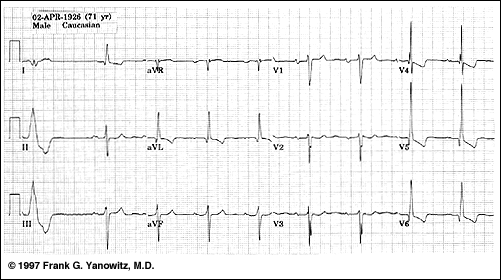 02-APR-1926 (71 yr)
Male Caucasian
I aVR V1 V4
II aVL V2 V5
III aVF V3 V6
© 1997 Frank G. Yanowitz, M.D.